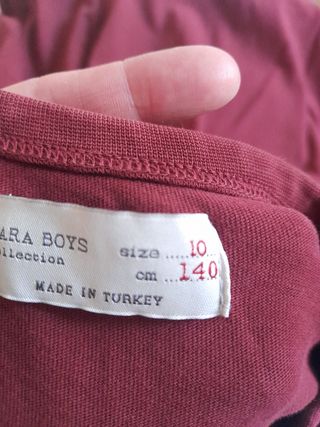 ARA BOYS
ollection
size .....10...
cm ....140
MADE IN TURKEY